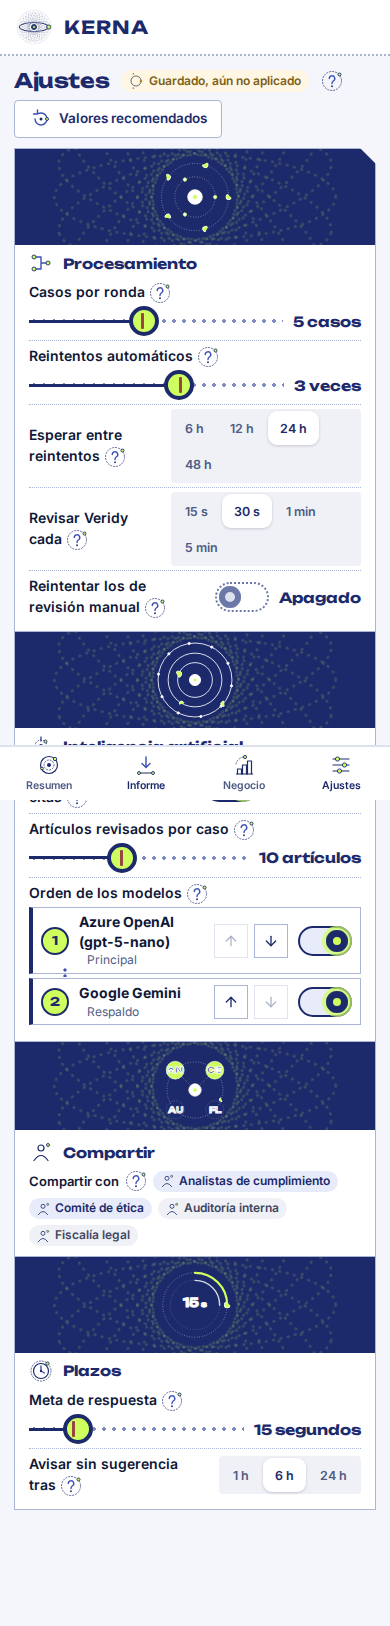 KERNA
Ajustes
Guardado, aún no aplicado
?
Valores recomendados
Procesamiento
Casos por ronda ?
5 casos
Reintentos automáticos ?
3 veces
Esperar entre
reintentos ?
6 h 12 h 24 h
48 h
Revisar Veridy
cada ?
15 s 30 s 1 min
5 min
Reintentar los de
revisión manual ?
Apagado
Resumen
Informe
Negocio
Ajustes
Artículos revisados por caso ?
10 artículos
Orden de los modelos ?
1
Azure OpenAI
(gpt-5-nano)
Principal
2
Google Gemini
Respaldo
AU FL
Compartir
Compartir con ?
Analistas de cumplimiento
Comité de ética
Auditoría interna
Fiscalía legal
15 s
Plazos
Meta de respuesta ?
15 segundos
Avisar sin sugerencia
tras ?
1 h 6 h 24 h